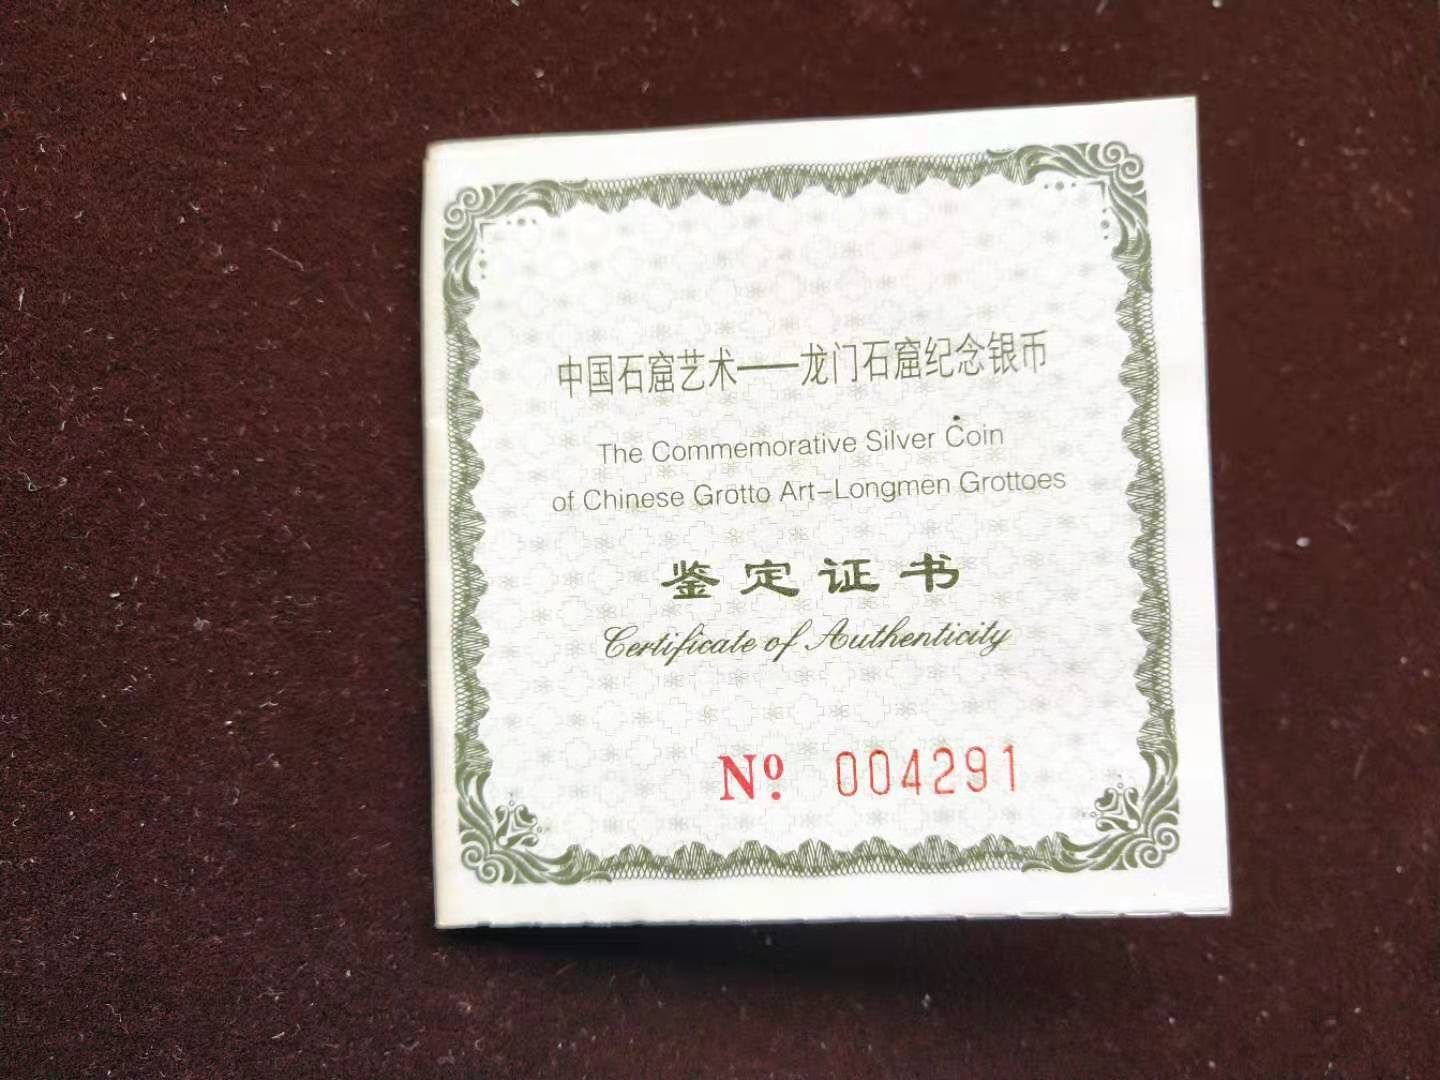 中国石窟艺术——龙门石窟纪念银币
The Commemorative Silver Coin
of Chinese Grotto Art-Longmen Grottoes
鉴定证书
Certificate of Authenticity
Nº. 004291